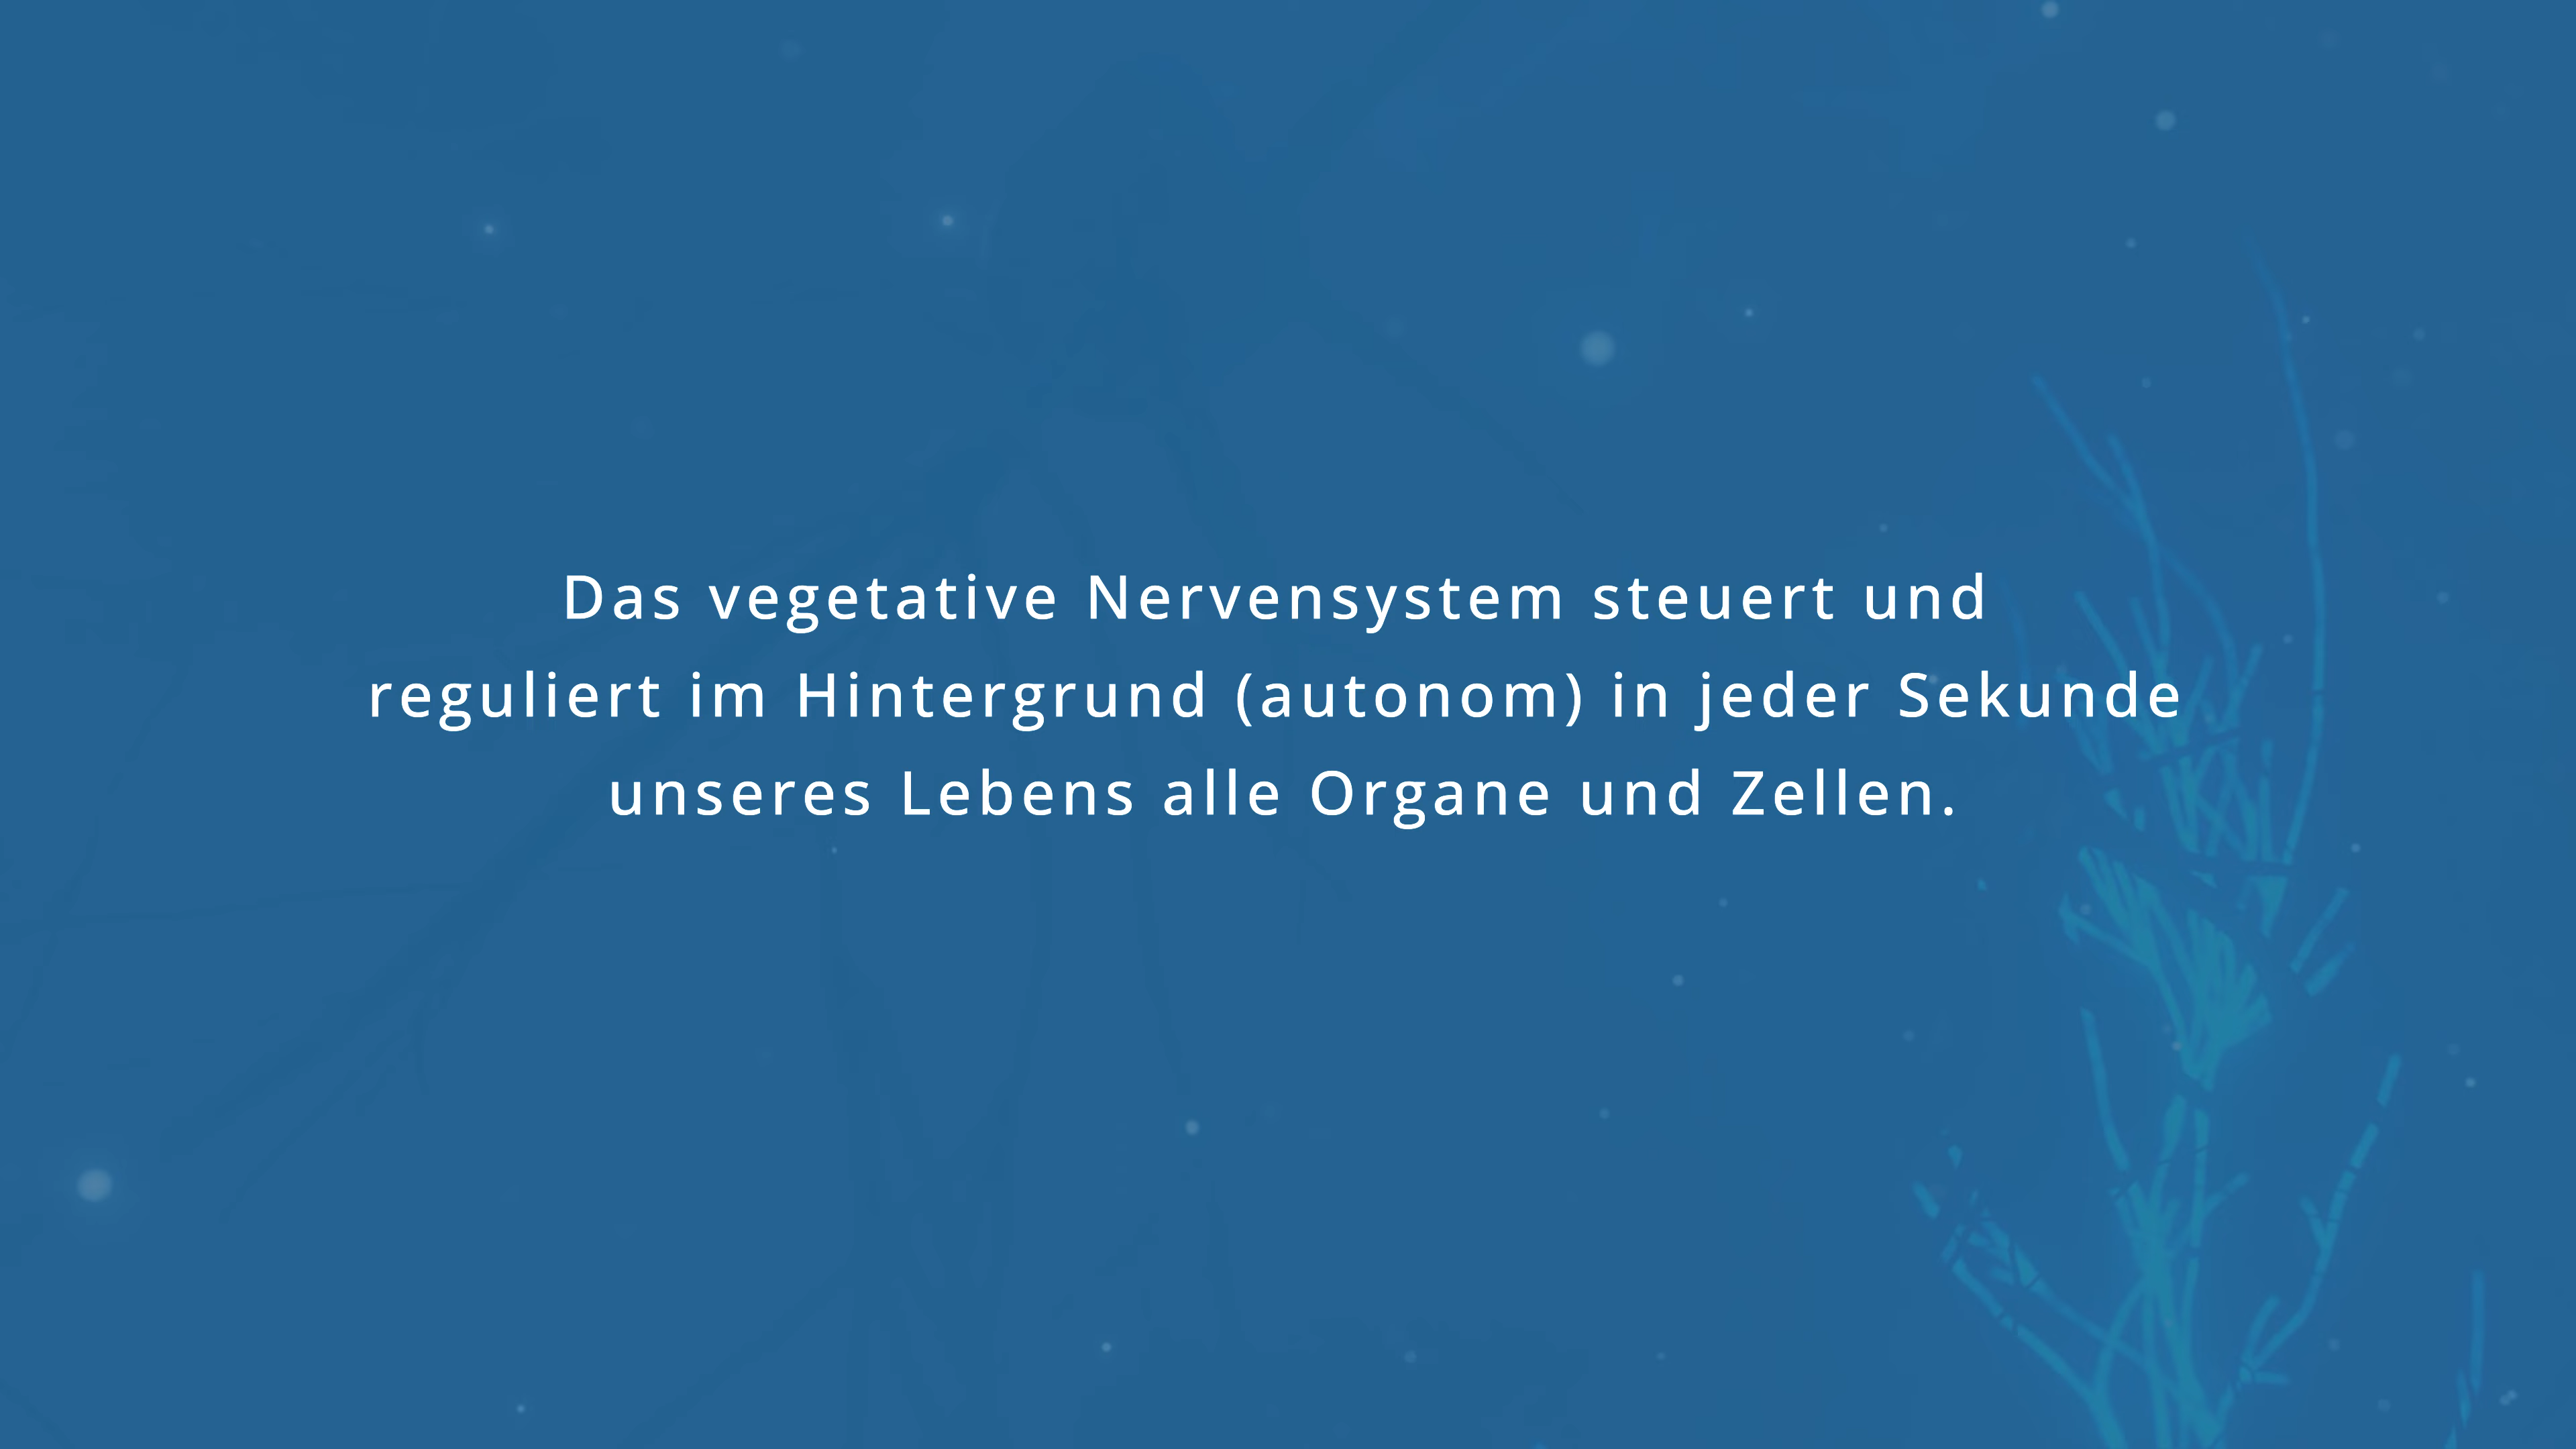 Das vegetative Nervensystem steuert und
reguliert im Hintergrund (autonom) in jeder Sekunde
unseres Lebens alle Organe und Zellen.